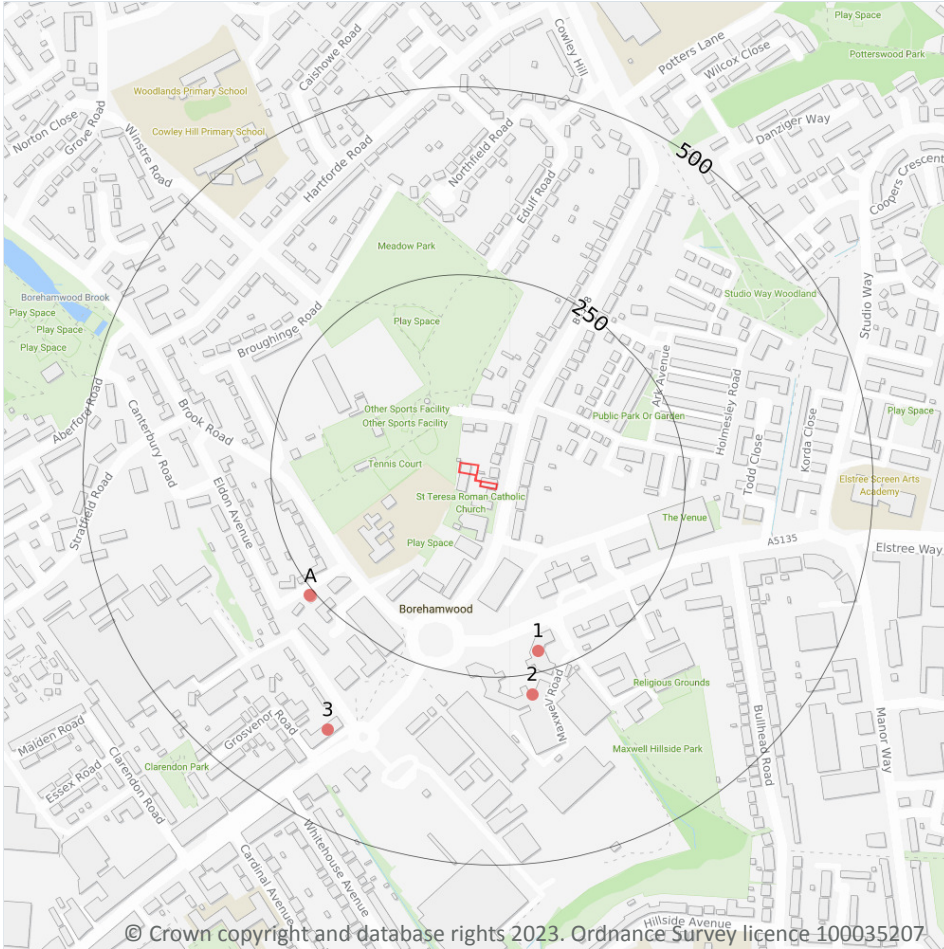 Play Space
Potterswood Park
Cowley Hill
Potters Lane
Wilcox Close
Caishowe Road
Woodlands Primary School
Norton Close
Grove Road
Cowley Hill Primary School
Winstre Road
Danziger Way
Northfield Road
Hartforde Road
500
Coopers Crescent
Edulf Road
Meadow Park
Borehamwood Brook
Play Space
Play Space
Play Space
Studio Way Woodland
Studio Way
250
Play Space
Broughinge Road
Ark Avenue
Holmesley Road
Aberford Road
Canterbury Road
Brook Road
Other Sports Facility
Other Sports Facility
Public Park Or Garden
Play Space
Todd Close
Korda Close
Tennis Court
Stratfield Road
Eldon Avenue
St Teresa Roman Catholic
Church
Elstree Screen Arts
Academy
The Venue
Play Space
A5135
Elstree Way
A
Borehamwood
1
2
Maxwell Road
Religious Grounds
3
Maiden Road
Grosvenor
Road
Bullhead Road
Manor Way
Maxwell Hillside Park
Clarendon Park
Essex Road
Clarendon Road
Whitehouse Avenue
Cardinal Avenue
Hillside Avenue
© Crown copyright and database rights 2023. Ordnance Survey licence 100035207